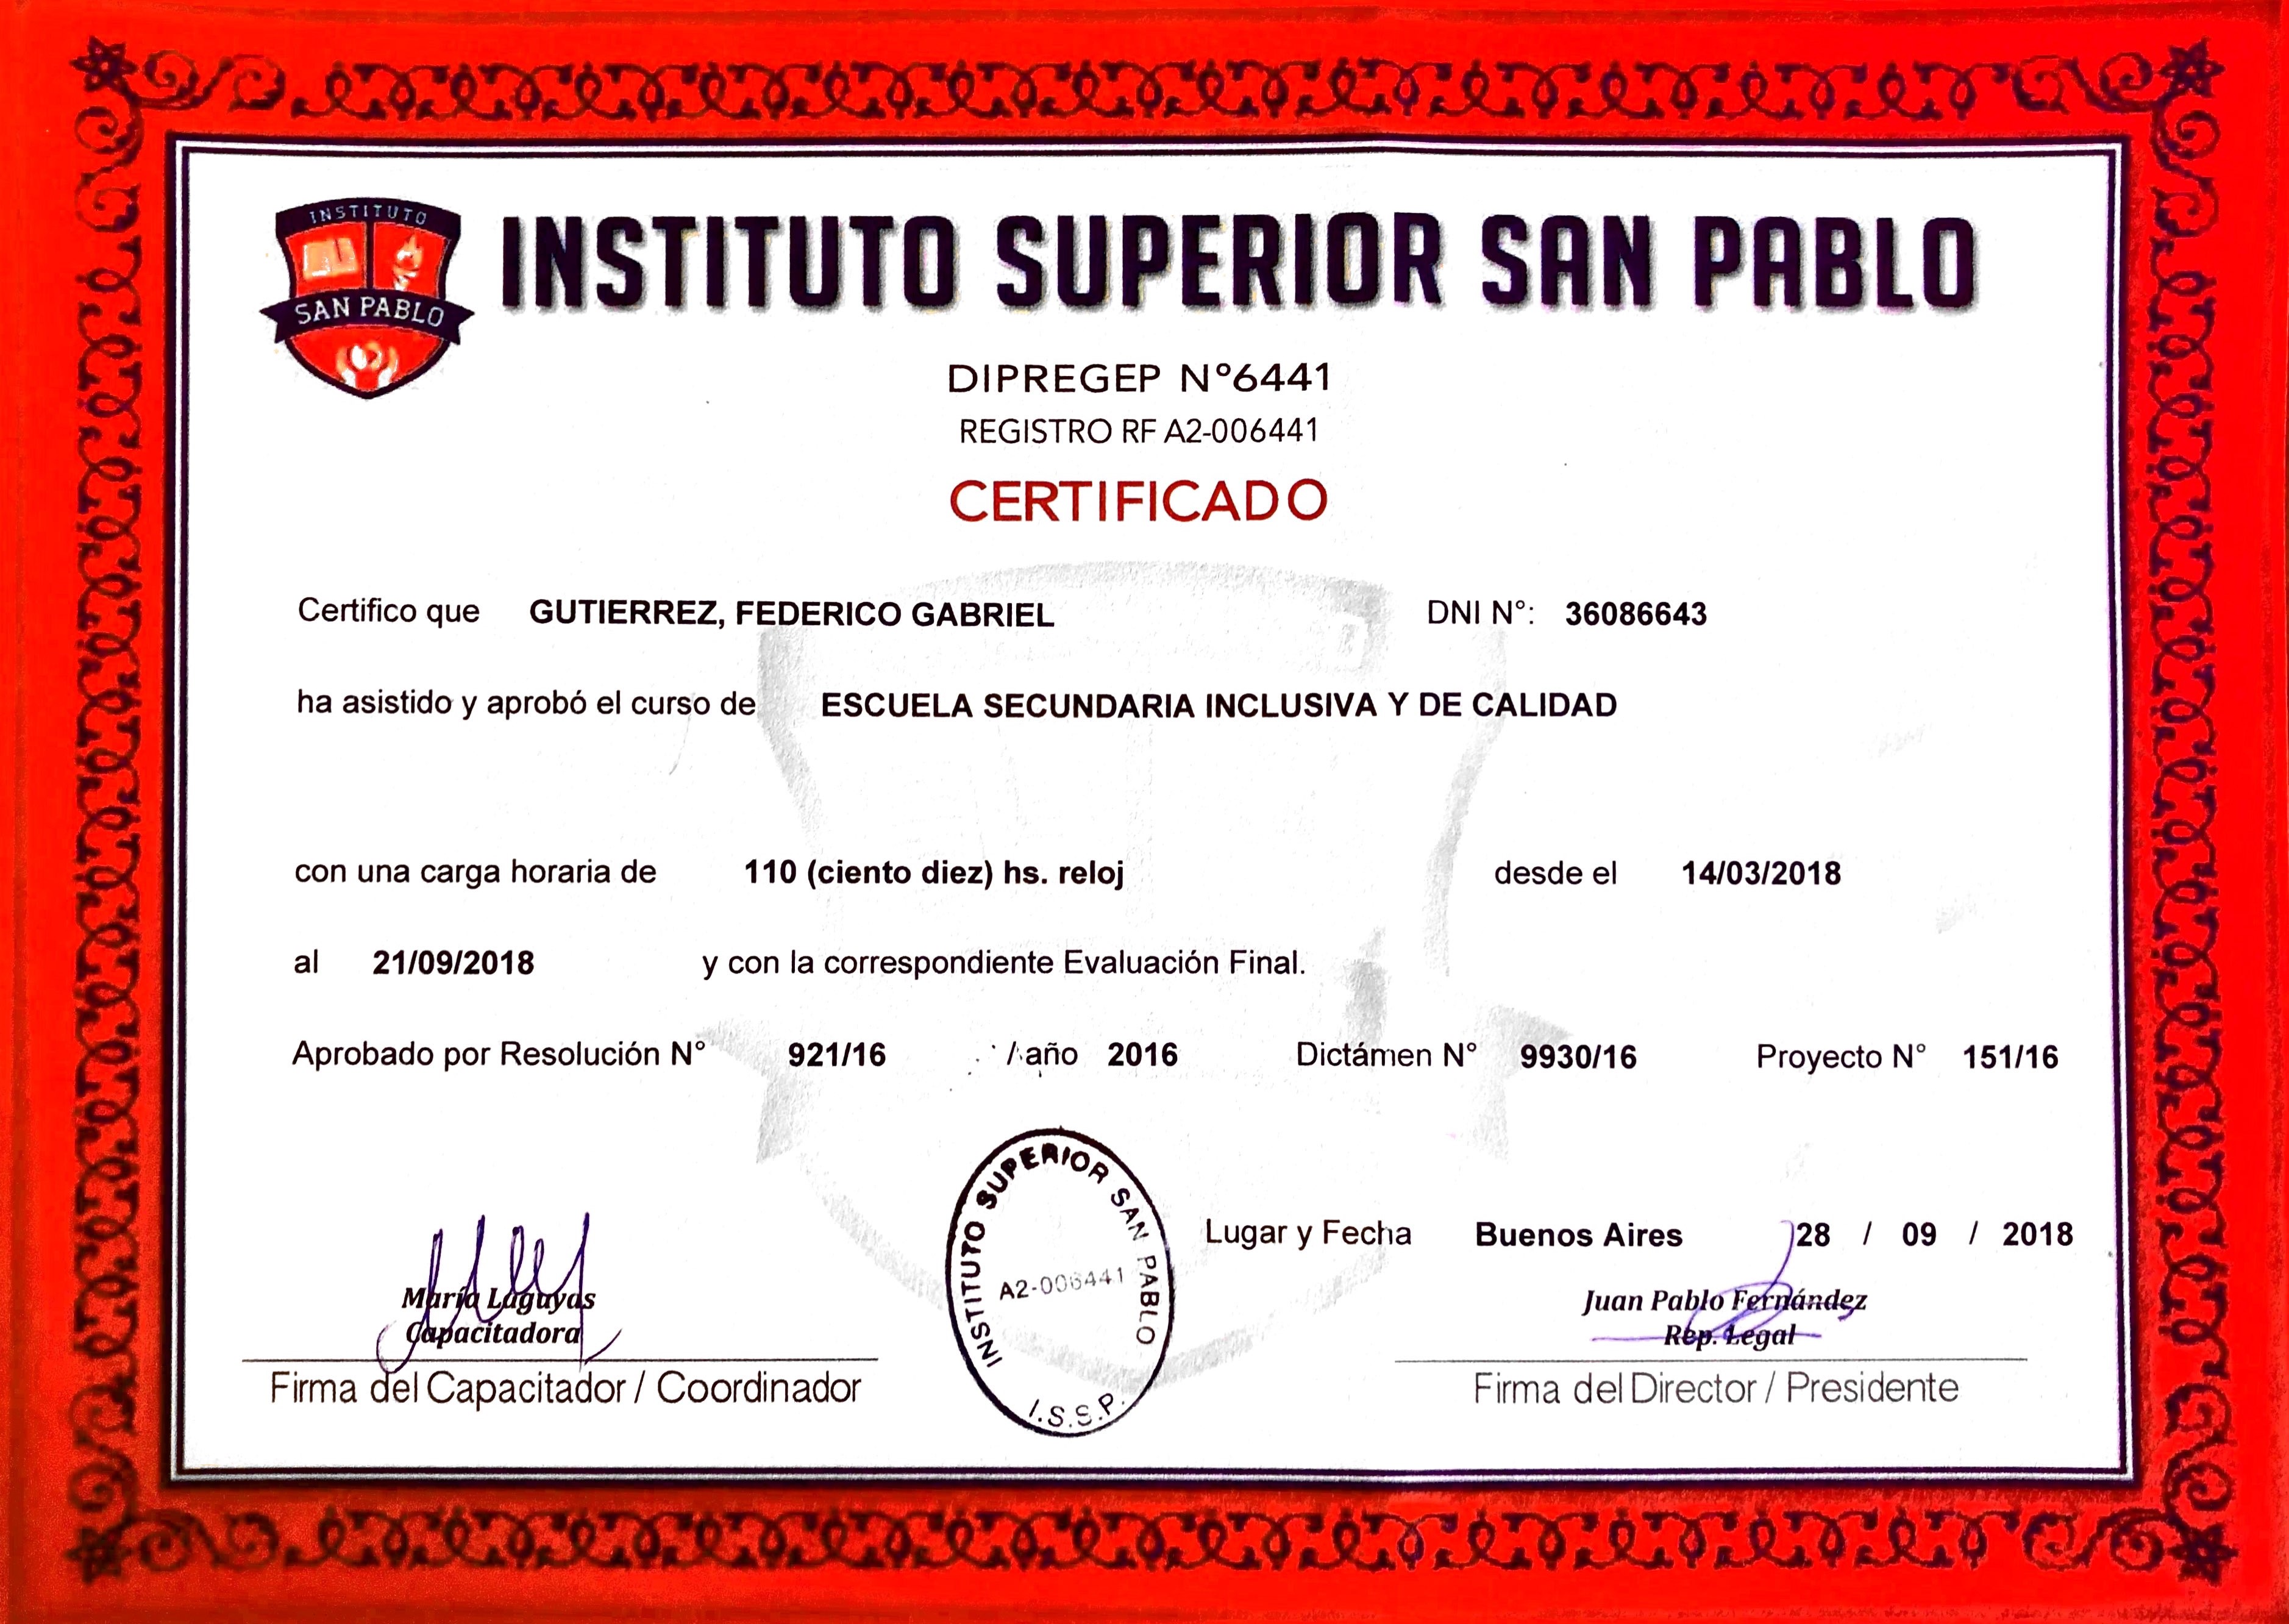 INSTITUTO
SAN PABLO
INSTITUTO SUPERIOR SAN PABLO
DIPREGEP N°6441
REGISTRO RF A2-006441
CERTIFICADO
Certifico que GUTIERREZ, FEDERICO GABRIEL DNI N°: 36086643
ha asistido y aprobó el curso de ESCUELA SECUNDARIA INCLUSIVA Y DE CALIDAD
con una carga horaria de 110 (ciento diez) hs. reloj desde el 14/03/2018
al 21/09/2018 y con la correspondiente Evaluación Final.
Aprobado por Resolución N° 921/16 / año 2016 Dictámen N° 9930/16 Proyecto N° 151/16
INSTITUTO SUPERIOR SAN PABLO
A2-006441
I.S.S.P.
Lugar y Fecha Buenos Aires 28 / 09 / 2018
María Laguyas
Capacitadora
Firma del Capacitador / Coordinador
Juan Pablo Fernández
Rep. Legal
Firma del Director / Presidente